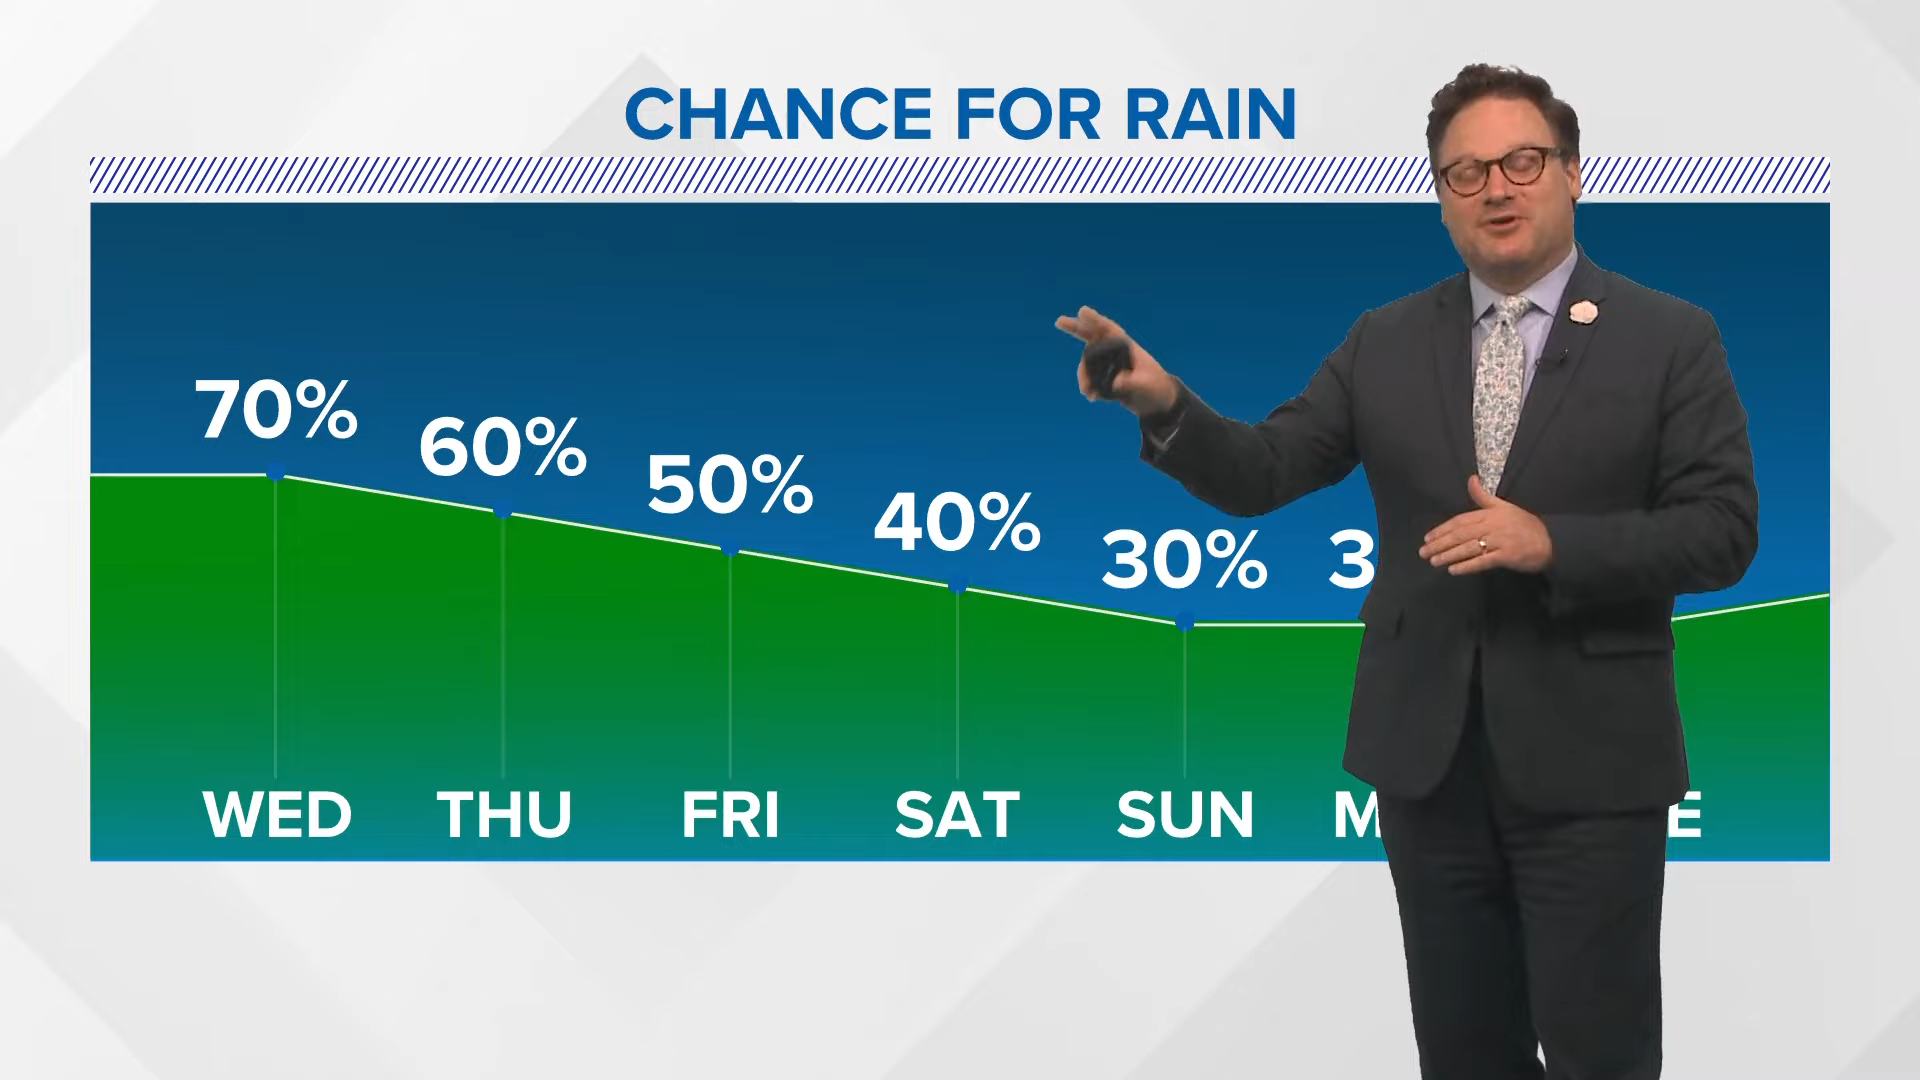 CHANCE FOR RAIN
70%
60%
50%
40%
30%
WED THU FRI SAT SUN